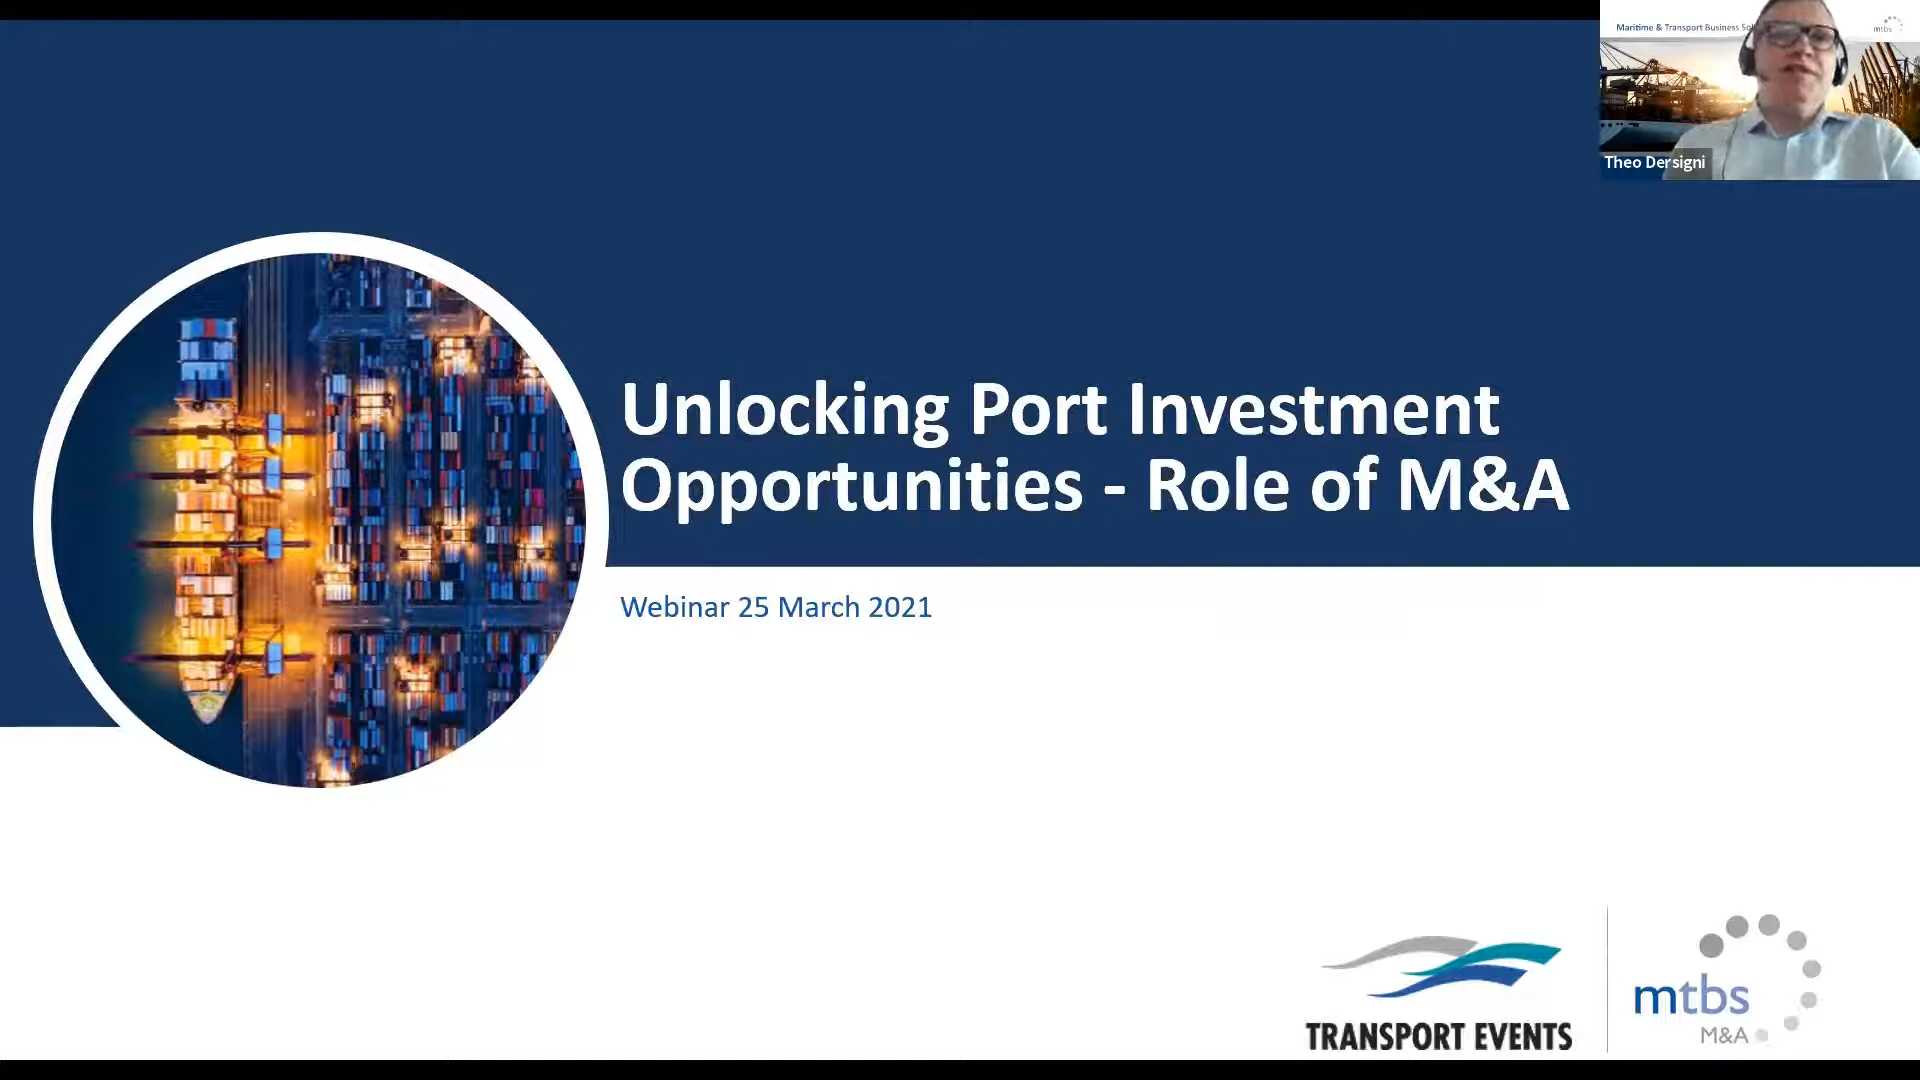 Maritime & Transport Business Sol
mtbs
Theo Dersigni
Unlocking Port Investment
Opportunities - Role of M&A
Webinar 25 March 2021
TRANSPORT EVENTS
mtbs
M&A